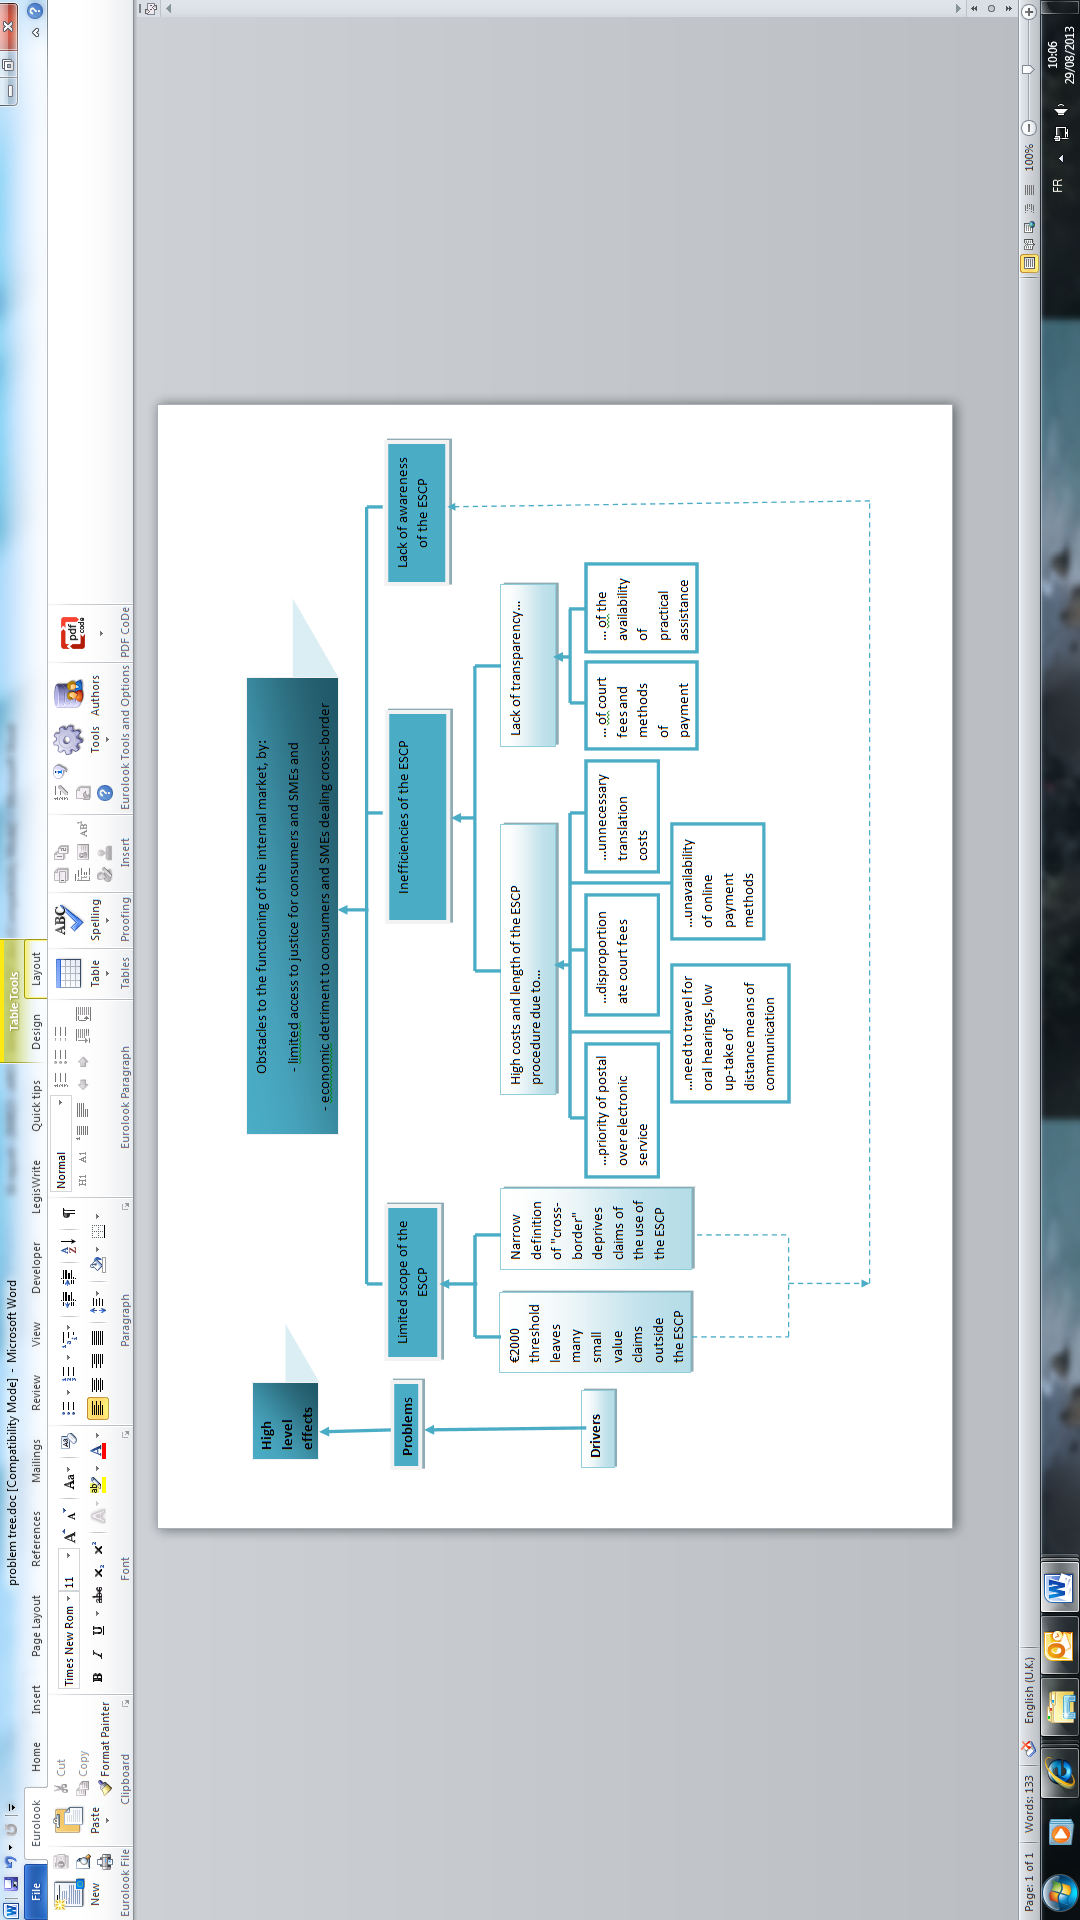 problem tree.doc [Compatibility Mode] - Microsoft Word
Table Tools
File
Eurolook
Home
Insert
Page Layout
References
Mailings
Review
View
Developer
LegisWrite
Quick tips
Design
Layout
New
Eurolook File
Paste
Cut
Copy
Format Painter
Clipboard
Times New Rom
11
Font
Paragraph
Normal
H1 A1
Eurolook Paragraph
Table
Tables
ABC
Spelling
Proofing
AB¹
Insert
Tools
Authors
Eurolook Tools and Options
pdf
code
PDF CoDe
High
level
effects
Obstacles to the functioning of the internal market, by:
- limited access to justice for consumers and SMEs and
- economic detriment to consumers and SMEs dealing cross-border
Problems
Limited scope of the
ESCP
Inefficiencies of the ESCP
Lack of awareness
of the ESCP
Drivers
€2000
threshold
leaves
many
small
value
claims
outside
the ESCP
Narrow
definition
of "cross-
border"
deprives
claims of
the use of
the ESCP
High costs and length of the ESCP
procedure due to...
Lack of transparency...
...priority of postal
over electronic
service
...disproportion
ate court fees
...unnecessary
translation
costs
... of court
fees and
methods
of
payment
... of the
availability
of
practical
assistance
...need to travel for
oral hearings, low
up-take of
distance means of
communication
...unavailability
of online
payment
methods
Page: 1 of 1
Words: 133
English (U.K.)
100%
FR
10:06
29/08/2013